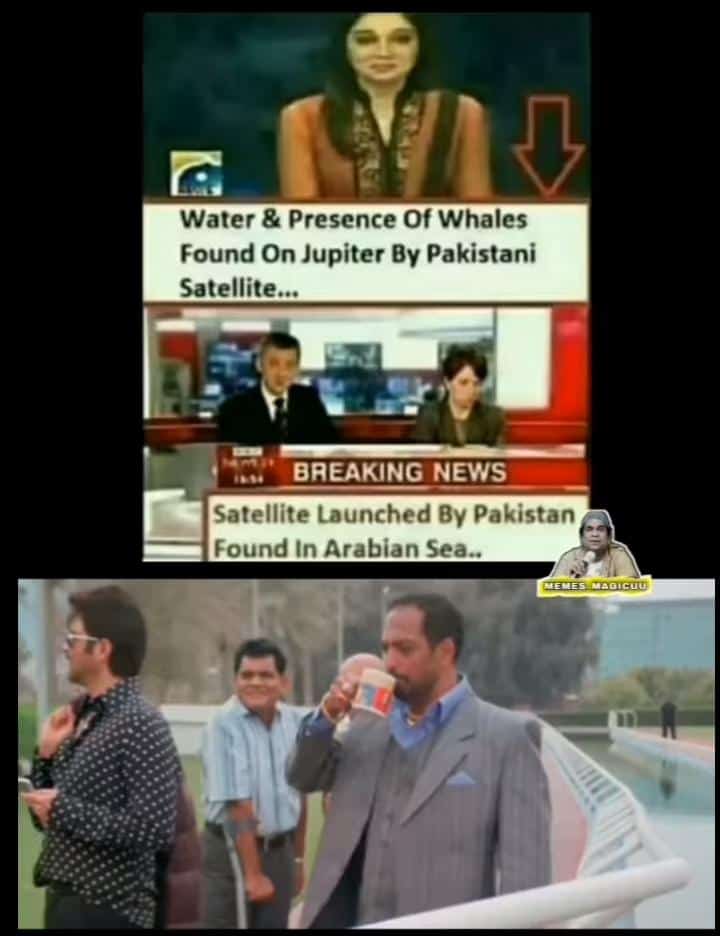 Water & Presence Of Whales
Found On Jupiter By Pakistani
Satellite...
BREAKING NEWS
Satellite Launched By Pakistan
Found In Arabian Sea..
MEMES MAGICUU